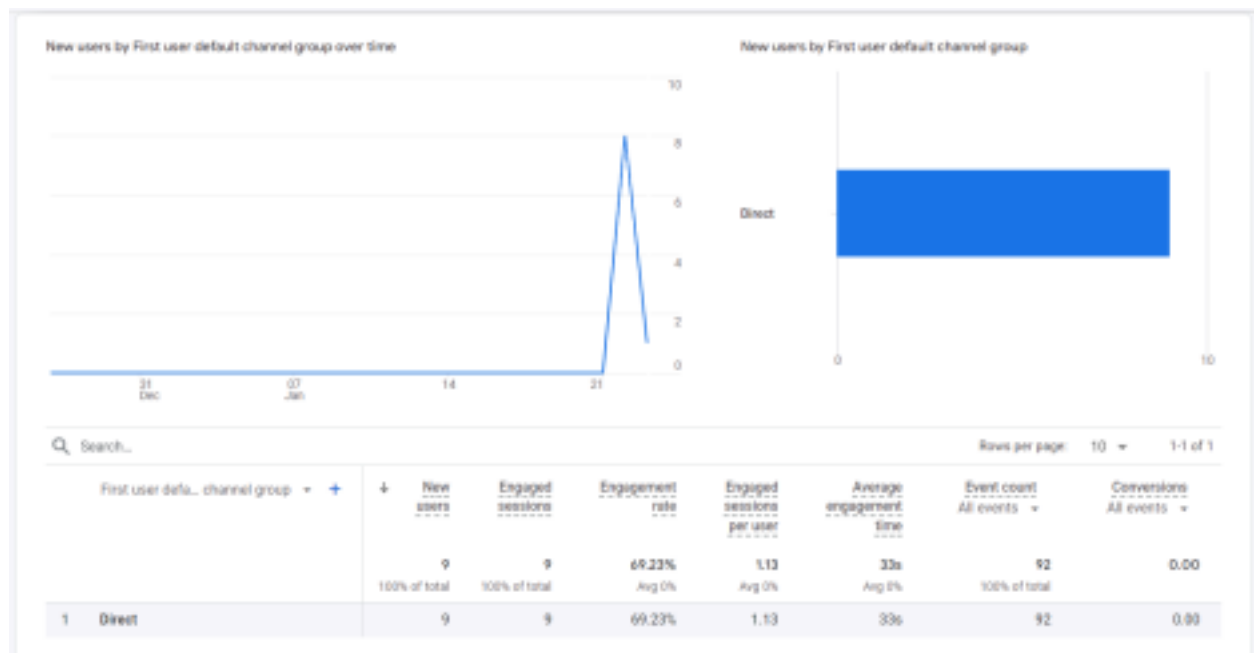 New users by First user default channel group over time
10
8
6
4
2
0
31 Dec
07 Jan
14
21
New users by First user default channel group
Direct
0
10
Search...
Rows per page: 10 1-1 of 1
First user defa... channel group +
↓ New users
Engaged sessions
Engagement rate
Engaged sessions per user
Average engagement time
Event count
All events
Conversions
All events
9 9 69.23% 1.13 33s 92 0.00
100% of total 100% of total Avg 0% Avg 0% Avg 0% 100% of total
1 Direct 9 9 69.23% 1.13 33s 92 0.00